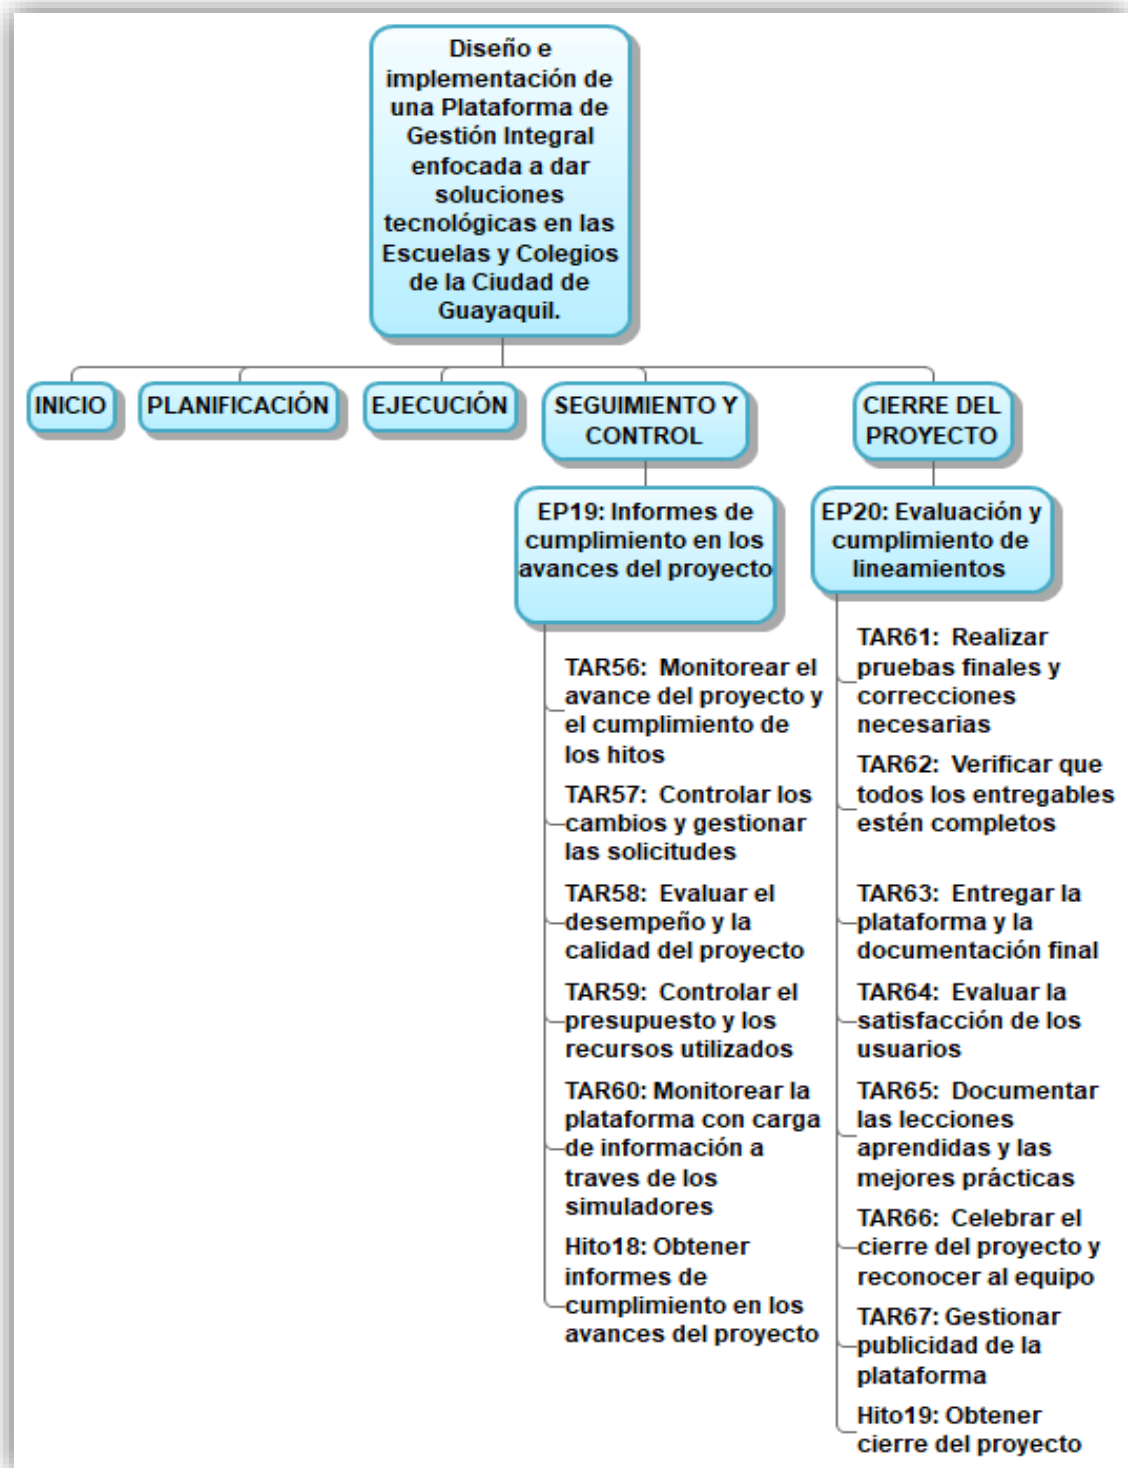 Diseño e
implementación de
una Plataforma de
Gestión Integral
enfocada a dar
soluciones
tecnológicas en las
Escuelas y Colegios
de la Ciudad de
Guayaquil.
INICIO
PLANIFICACIÓN
EJECUCIÓN
SEGUIMIENTO Y
CONTROL
CIERRE DEL
PROYECTO
EP19: Informes de
cumplimiento en los
avances del proyecto
TAR56:  Monitorear el
avance del proyecto y
el cumplimiento de
los hitos
TAR57:  Controlar los
cambios y gestionar
las solicitudes
TAR58:  Evaluar el
desempeño y la
calidad del proyecto
TAR59:  Controlar el
presupuesto y los
recursos utilizados
TAR60: Monitorear la
plataforma con carga
de información a
traves de los
simuladores
Hito18: Obtener
informes de
cumplimiento en los
avances del proyecto
EP20: Evaluación y
cumplimiento de
lineamientos
TAR61:  Realizar
pruebas finales y
correcciones
necesarias
TAR62:  Verificar que
todos los entregables
estén completos
TAR63:  Entregar la
plataforma y la
documentación final
TAR64:  Evaluar la
satisfacción de los
usuarios
TAR65:  Documentar
las lecciones
aprendidas y las
mejores prácticas
TAR66:  Celebrar el
cierre del proyecto y
reconocer al equipo
TAR67: Gestionar
publicidad de la
plataforma
Hito19: Obtener
cierre del proyecto